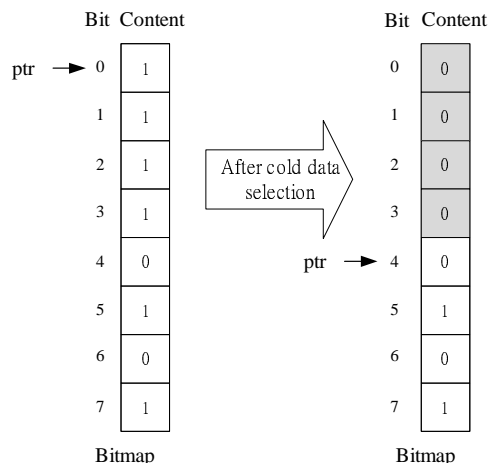 Bit Content Bit Content
ptr 0 1 0 0
1 1 1 0
2 1 2 0
After cold data
selection
3 1 3 0
4 0 ptr 4 0
5 1 5 1
6 0 6 0
7 1 7 1
Bitmap Bitmap